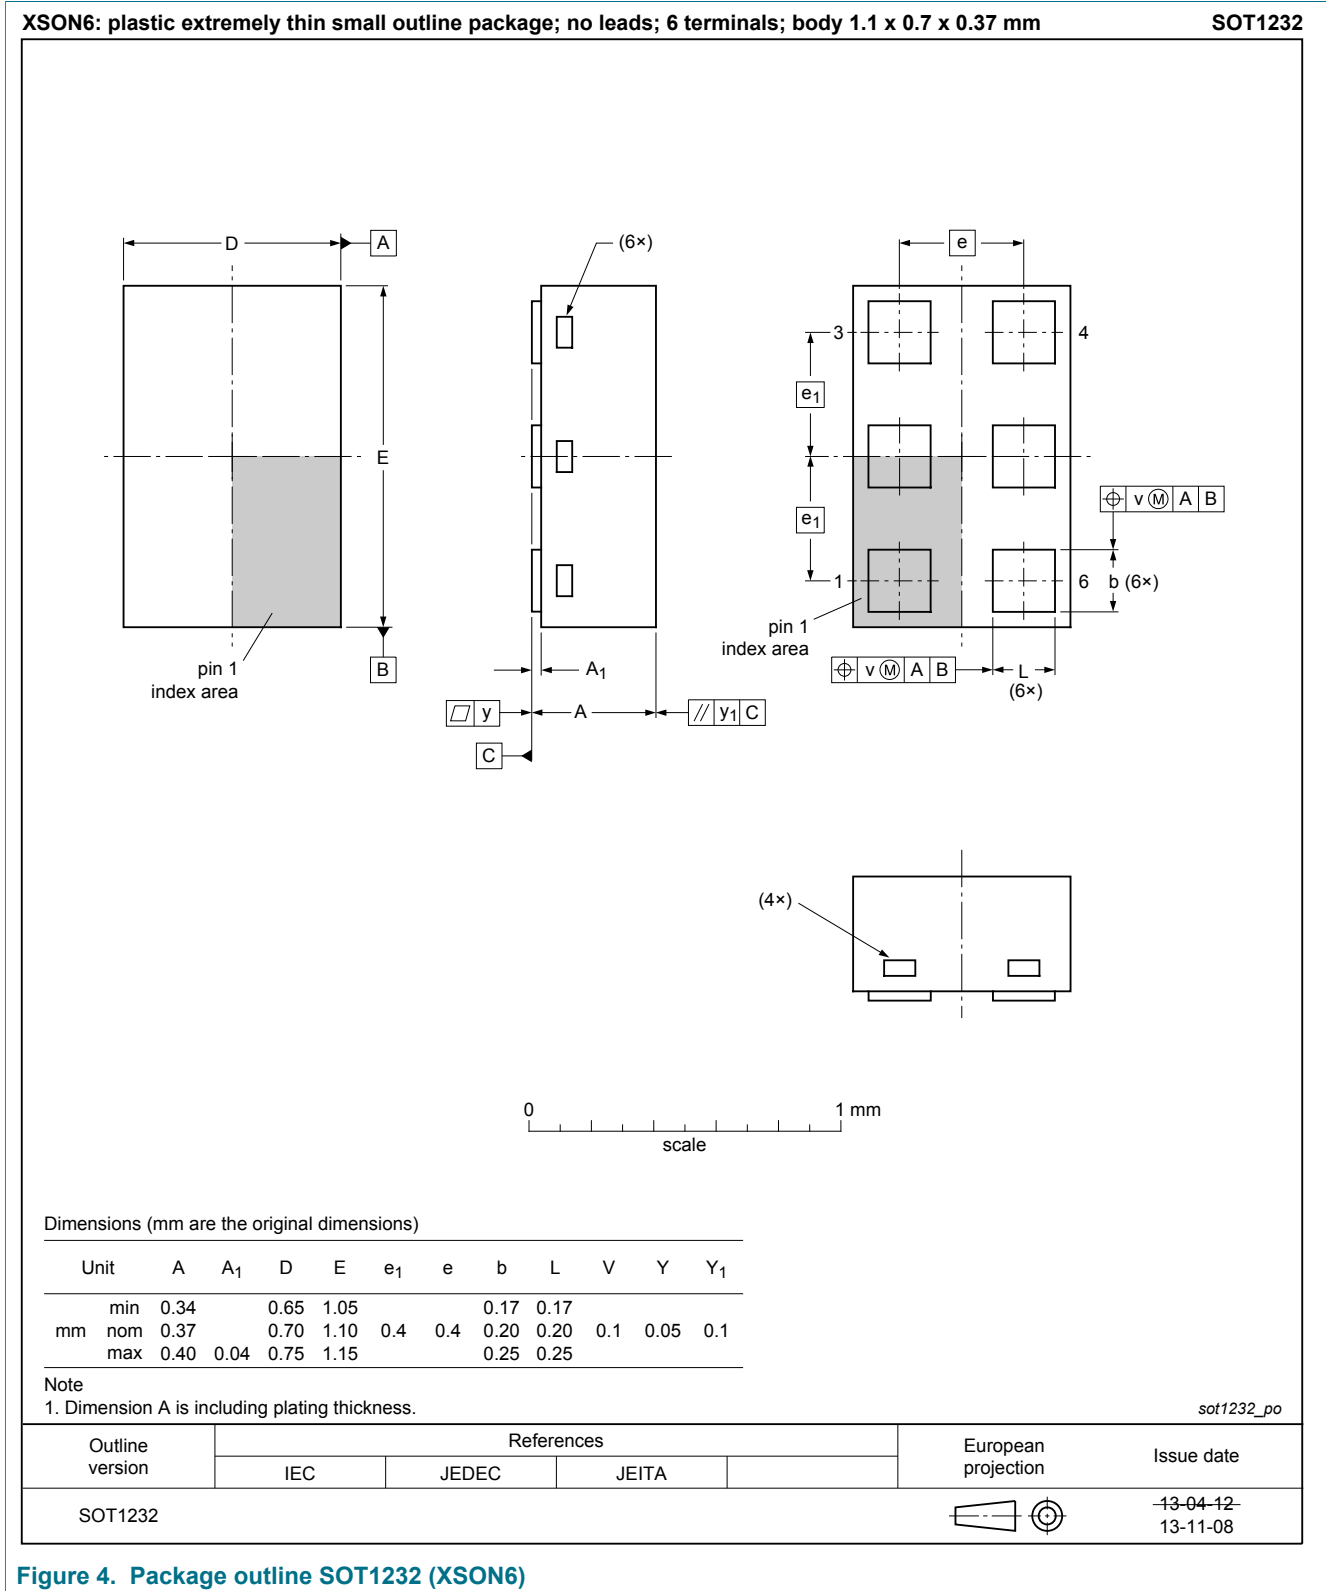 XSON6: plastic extremely thin small outline package; no leads; 6 terminals; body 1.1 x 0.7 x 0.37 mm SOT1232
D A (6×) e
3 4
e1
E
v Ⓜ A B
e1
1 6 b (6×)
pin 1
index area
pin 1
index area
B
A1
v Ⓜ A B L
(6×)
y A // y1 C
C
(4×)
0 1 mm
scale
Dimensions (mm are the original dimensions)
Unit A A1 D E e1 e b L V Y Y1
min 0.34 0.65 1.05 0.17 0.17
mm nom 0.37 0.70 1.10 0.4 0.4 0.20 0.20 0.1 0.05 0.1
max 0.40 0.04 0.75 1.15 0.25 0.25
Note
1. Dimension A is including plating thickness. sot1232_po
Outline
version
References
IEC JEDEC JEITA
European
projection
Issue date
SOT1232
13-04-12
13-11-08
Figure 4. Package outline SOT1232 (XSON6)